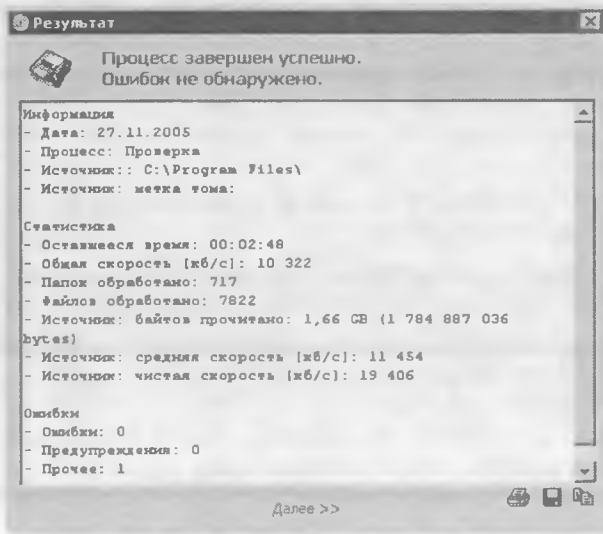 Результат
Процесс завершен успешно.
Ошибок не обнаружено.
Информация
- Дата: 27.11.2005
- Процесс: Проверка
- Источник:: C:\Program Files\
- Источник: метка тома:
Статистика
- Оставшееся время: 00:02:48
- Общая скорость [кб/с]: 10 322
- Папок обработано: 717
- Файлов обработано: 7822
- Источник: байтов прочитано: 1,66 GB (1 784 887 036
bytes)
- Источник: средняя скорость [кб/с]: 11 454
- Источник: чистая скорость [кб/с]: 19 406
Ошибки
- Ошибки: 0
- Предупреждения: 0
- Прочее: 1
Далее >>